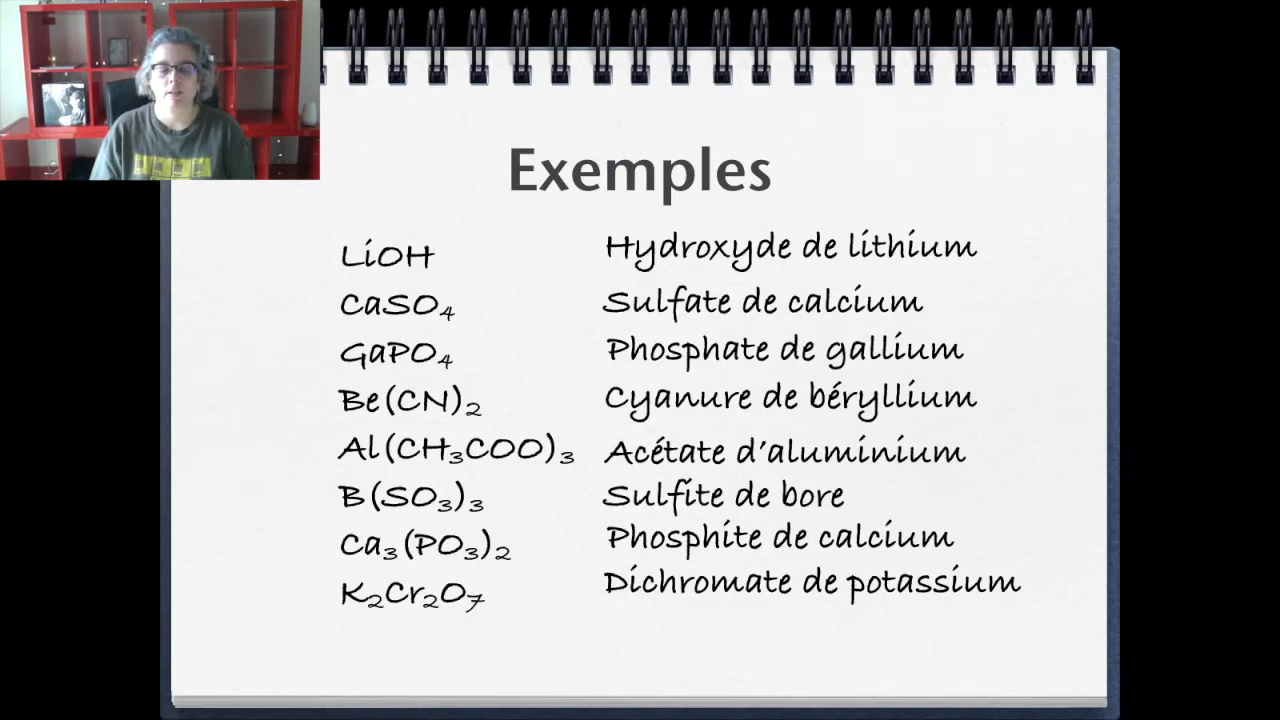 Exemples
LiOH Hydroxyde de lithium
CaSO₄ Sulfate de calcium
GaPO₄ Phosphate de gallium
Be(CN)₂ Cyanure de béryllium
Al(CH₃COO)₃ Acétate d’aluminium
B(SO₃)₃ Sulfite de bore
Ca₃(PO₃)₂ Phosphite de calcium
K₂Cr₂O₇ Dichromate de potassium